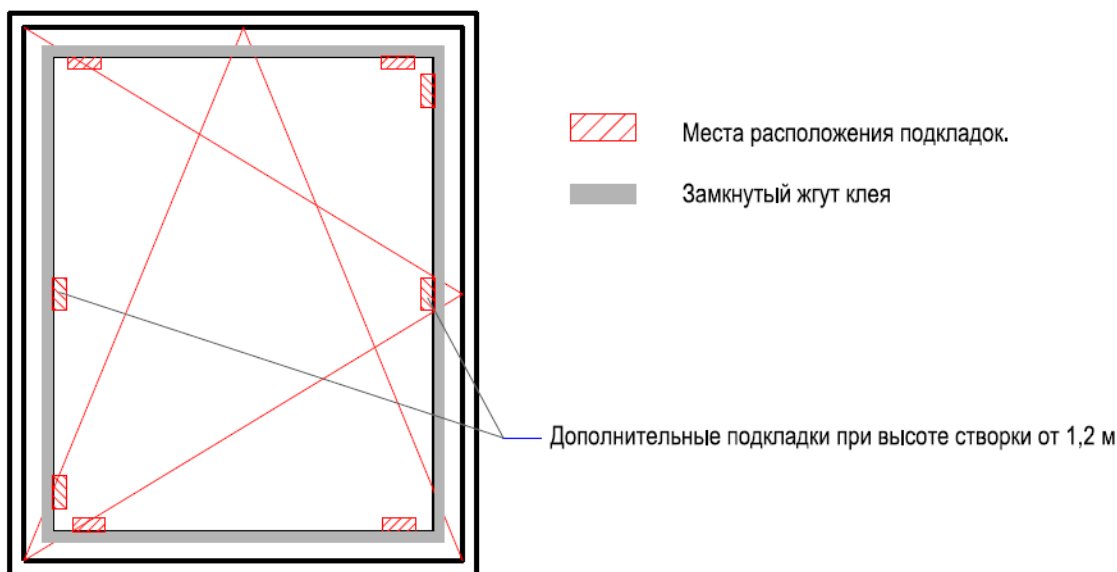 Места расположения подкладок.
Замкнутый жгут клея
Дополнительные подкладки при высоте створки от 1,2 м